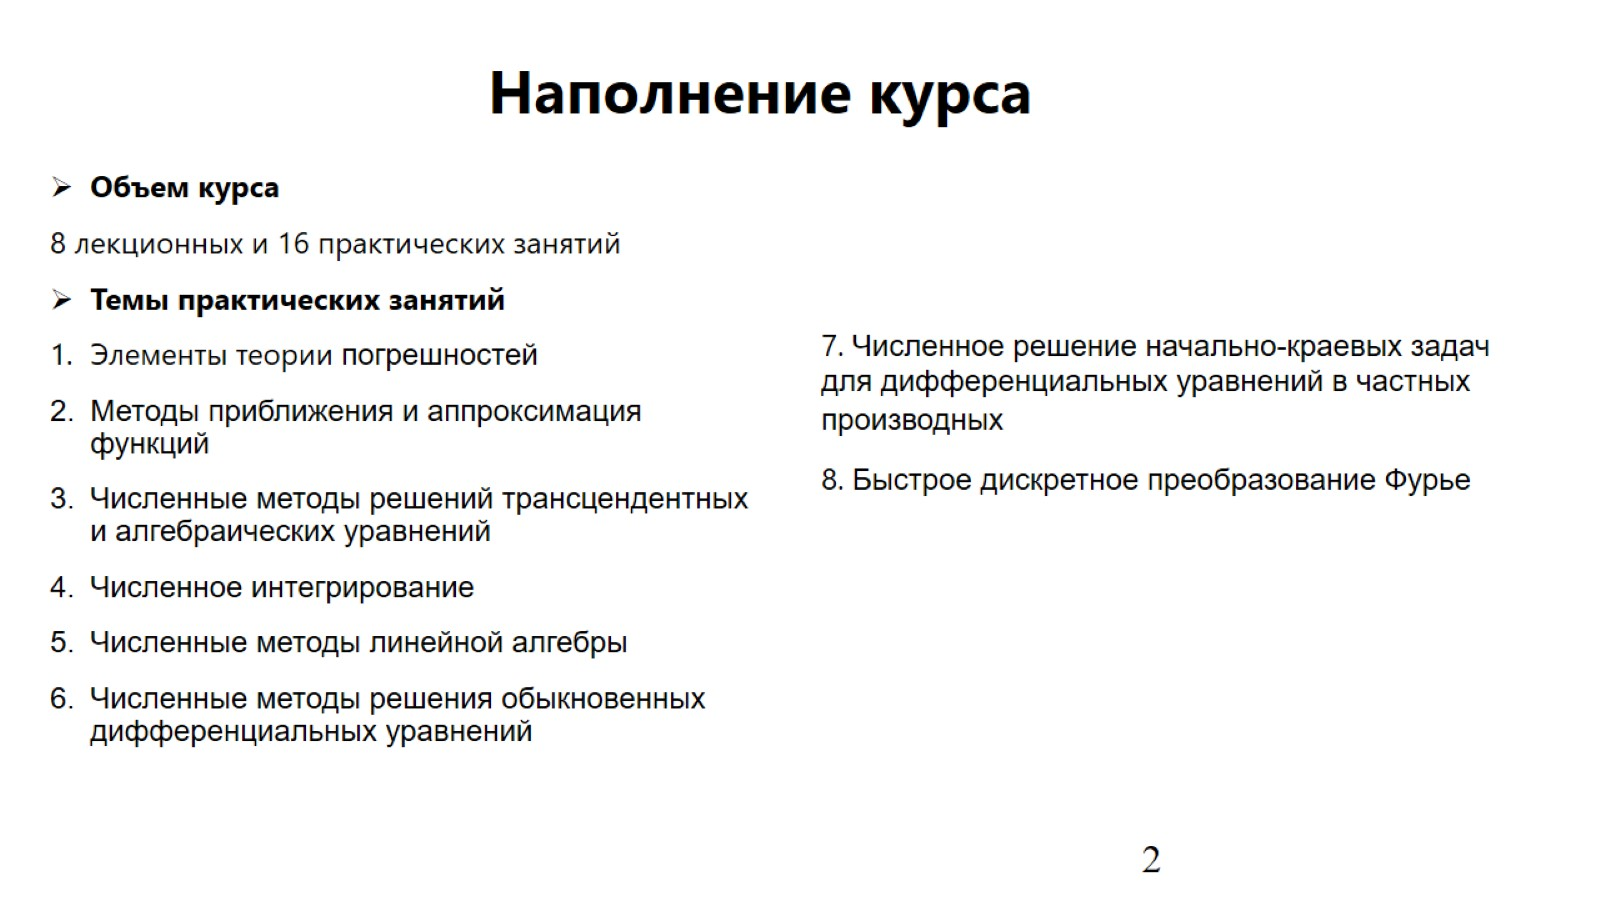 Наполнение курса
➢ Объем курса
8 лекционных и 16 практических занятий
➢ Темы практических занятий
1. Элементы теории погрешностей
2. Методы приближения и аппроксимация
функций
3. Численные методы решений трансцендентных
и алгебраических уравнений
4. Численное интегрирование
5. Численные методы линейной алгебры
6. Численные методы решения обыкновенных
дифференциальных уравнений
7. Численное решение начально-краевых задач
для дифференциальных уравнений в частных
производных
8. Быстрое дискретное преобразование Фурье
2